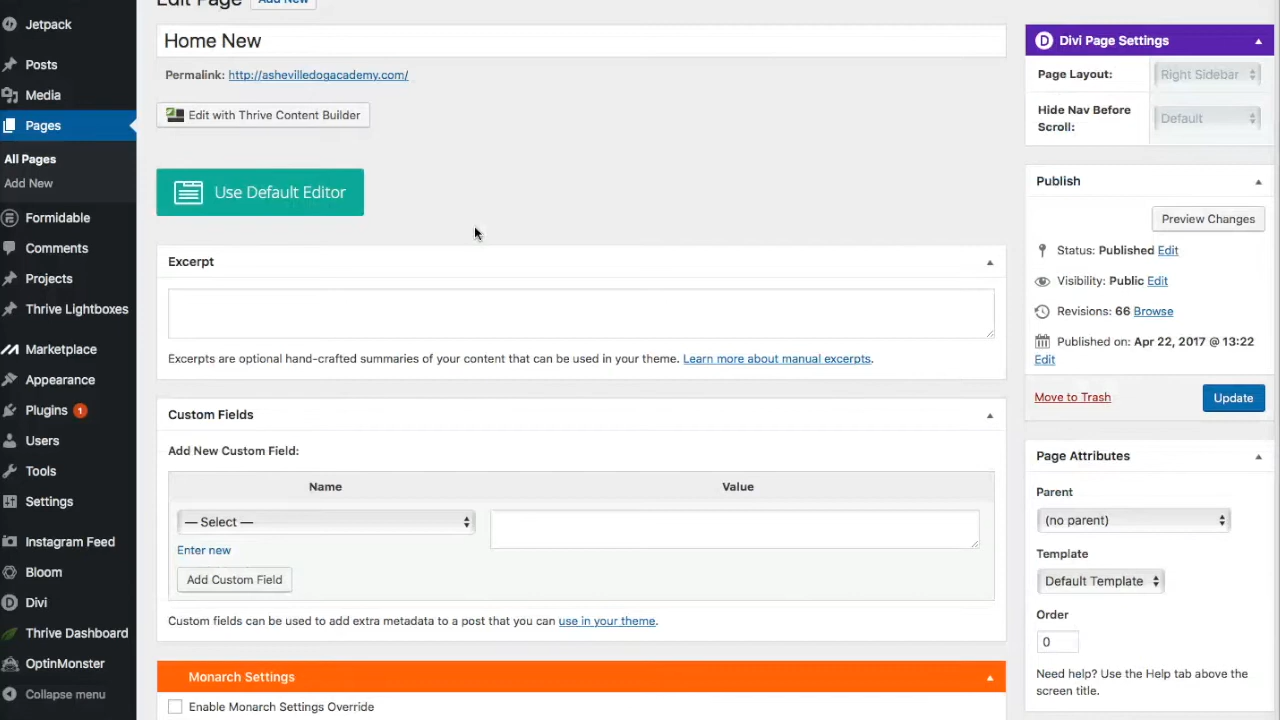 Jetpack
Posts
Media
Pages
All Pages
Add New
Formidable
Comments
Projects
Thrive Lightboxes
Marketplace
Appearance
Plugins 1
Users
Tools
Settings
Instagram Feed
Bloom
Divi
Thrive Dashboard
OptinMonster
Collapse menu
Edit Page Add New
Home New
Permalink: http://ashevilledogacademy.com/
Edit with Thrive Content Builder
Use Default Editor
Excerpt
Excerpts are optional hand-crafted summaries of your content that can be used in your theme. Learn more about manual excerpts.
Custom Fields
Add New Custom Field:
Name Value
— Select —
Enter new
Add Custom Field
Custom fields can be used to add extra metadata to a post that you can use in your theme.
Monarch Settings
Enable Monarch Settings Override
D Divi Page Settings
Page Layout: Right Sidebar
Hide Nav Before
Scroll:
Default
Publish
Preview Changes
Status: Published Edit
Visibility: Public Edit
Revisions: 66 Browse
Published on: Apr 22, 2017 @ 13:22
Edit
Move to Trash Update
Page Attributes
Parent
(no parent)
Template
Default Template
Order
0
Need help? Use the Help tab above the
screen title.